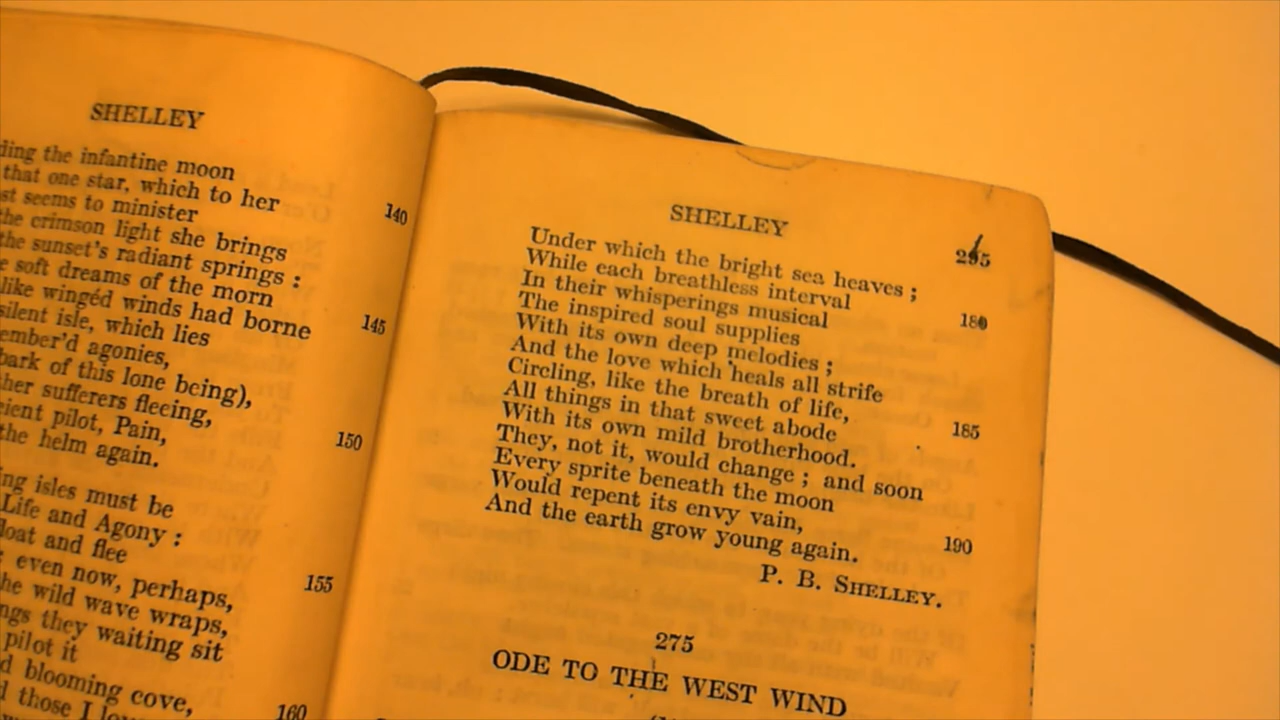 SHELLEY
ding the infantine moon
that one star, which to her 140
st seems to minister
the crimson light she brings
the sunset's radiant springs :
e soft dreams of the morn
like wingéd winds had borne 145
silent isle, which lies
ember'd agonies,
bark of this lone being),
her sufferers fleeing,
cient pilot, Pain, 150
the helm again.
ing isles must be
Life and Agony :
loat and flee
; even now, perhaps, 155
he wild wave wraps,
ngs they waiting sit
pilot it
d blooming cove,
d those I lov 160
SHELLEY 295
Under which the bright sea heaves ;
While each breathless interval
In their whisperings musical 180
The inspired soul supplies
With its own deep melodies ;
And the love which heals all strife
Circling, like the breath of life,
All things in that sweet abode 185
With its own mild brotherhood.
They, not it, would change ; and soon
Every sprite beneath the moon
Would repent its envy vain,
And the earth grow young again. 190
P. B. SHELLEY.
275
ODE TO THE WEST WIND